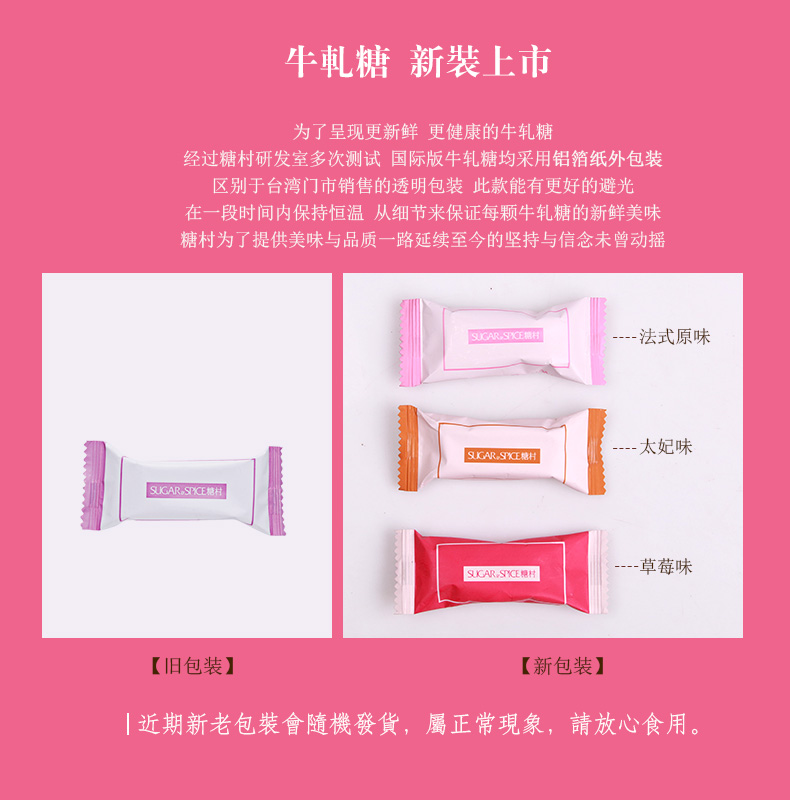 牛軋糖 新裝上市
为了呈现更新鲜 更健康的牛轧糖
经过糖村研发室多次测试 国际版牛轧糖均采用铝箔纸外包装
区别于台湾门市销售的透明包装 此款能有更好的避光
在一段时间内保持恒温 从细节来保证每颗牛轧糖的新鲜美味
糖村为了提供美味与品质一路延续至今的坚持与信念未曾动摇
SUGAR&SPICE糖村
----法式原味
SUGAR&SPICE糖村
----太妃味
SUGAR&SPICE糖村
SUGAR&SPICE糖村
----草莓味
【旧包装】
【新包装】
|近期新老包裝會隨機發貨，屬正常現象，請放心食用。